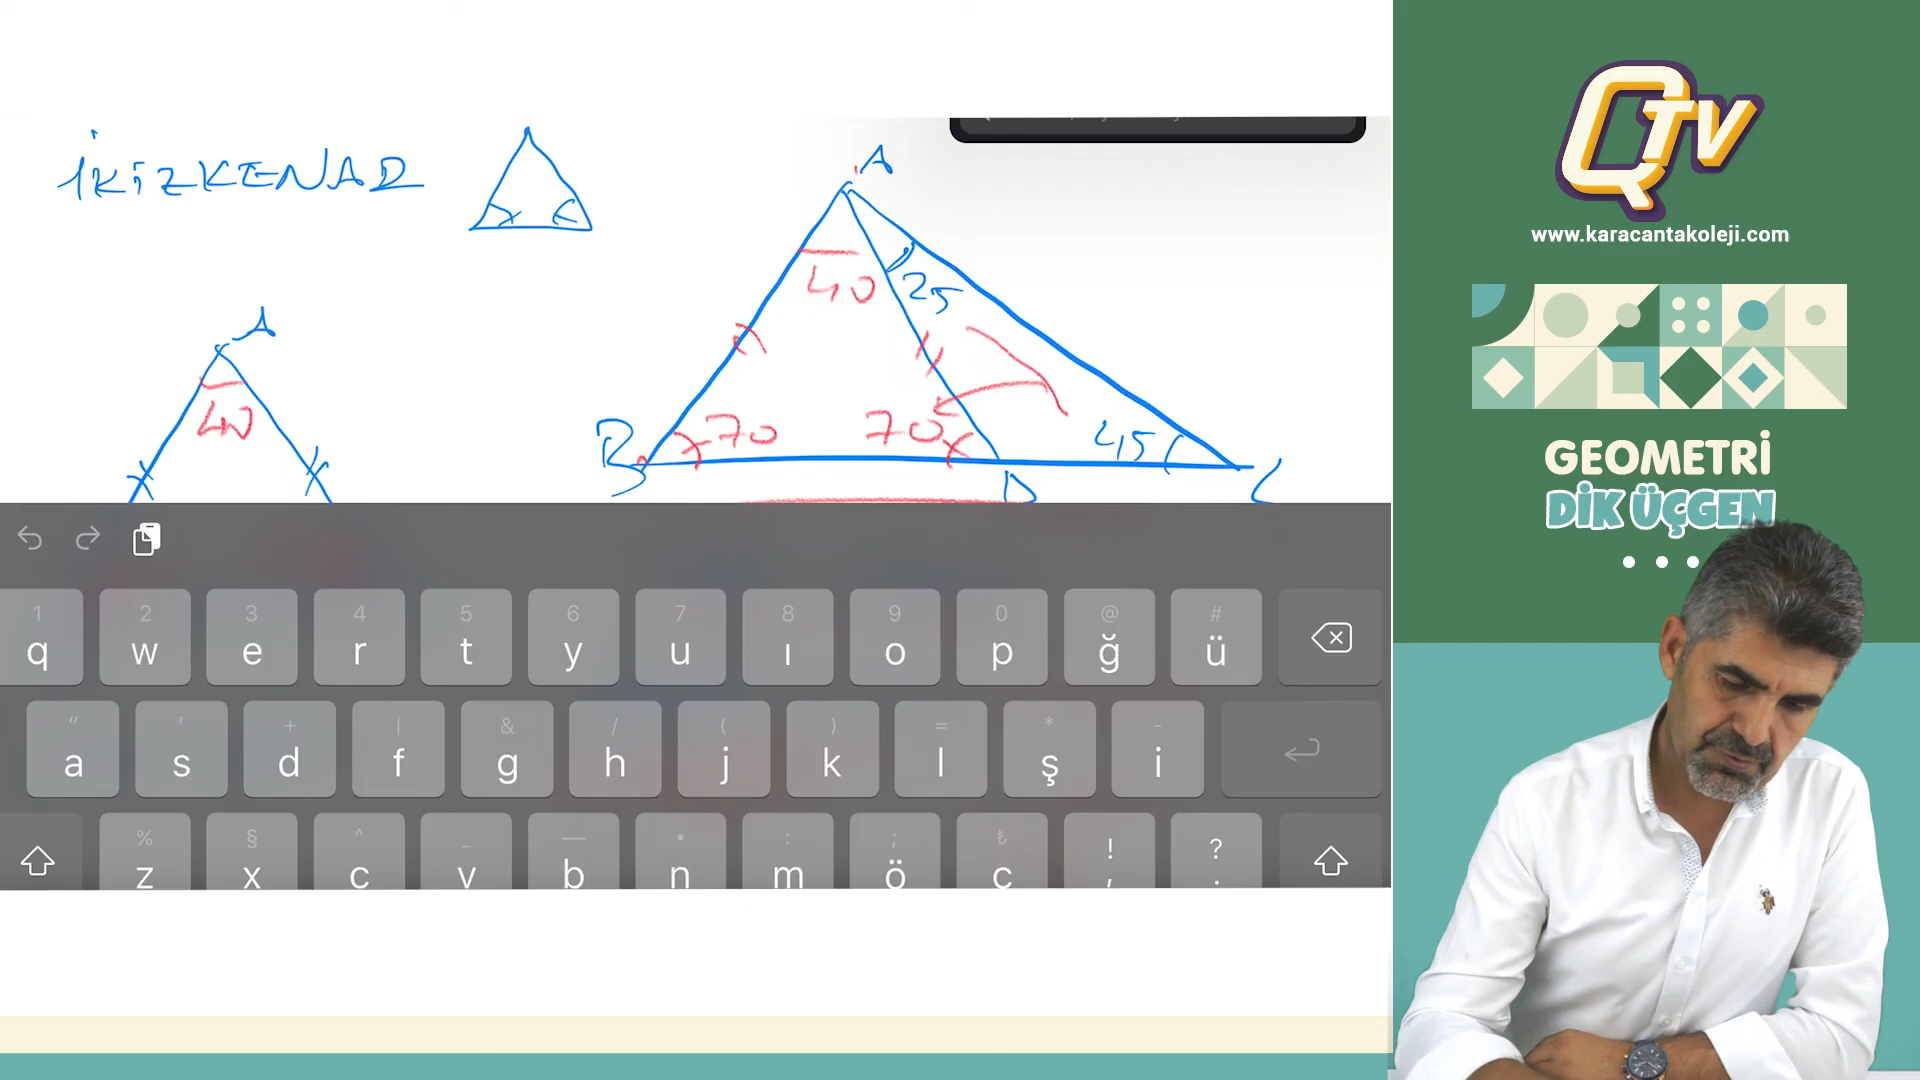 İKİZKENAR
A
40
A
40
25
B
70
70
45
D
C
QTV
www.karacantakoleji.com
GEOMETRİ
DİK ÜÇGEN
1 2 3 4 5 6 7 8 9 0 @ #
q w e r t y u ı o p ğ ü
" ' + | & / ( ) = * -
a s d f g h j k l ş i
% § ^ _ — • : ; ₺ ! ?
z x c v b n m ö c , .